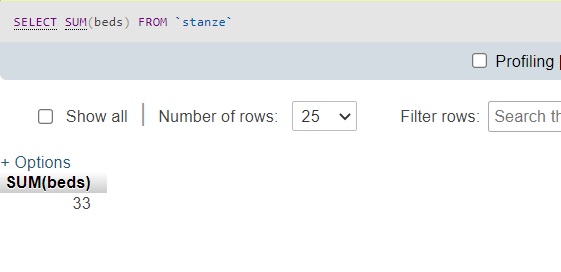 SELECT SUM(beds) FROM `stanze`
Profiling
Show all Number of rows: 25 Filter rows: Search th
+ Options
SUM(beds)
33